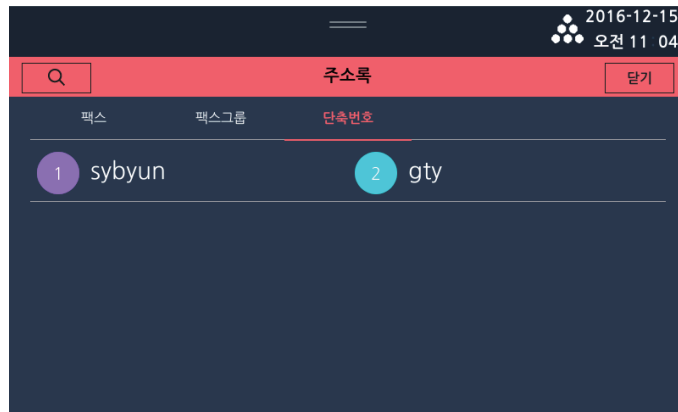 2016-12-15
오전 11:04
주소록
닫기
팩스 팩스그룹 단축번호
1 sybyun 2 gty